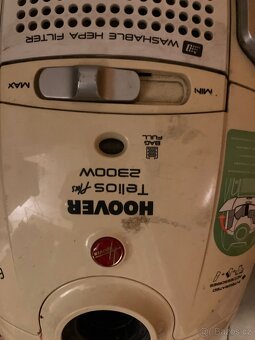 HOOVER
Telios Plus
2300W
BAG
FULL
MIN
MAX
WASHABLE HEPA FILTER